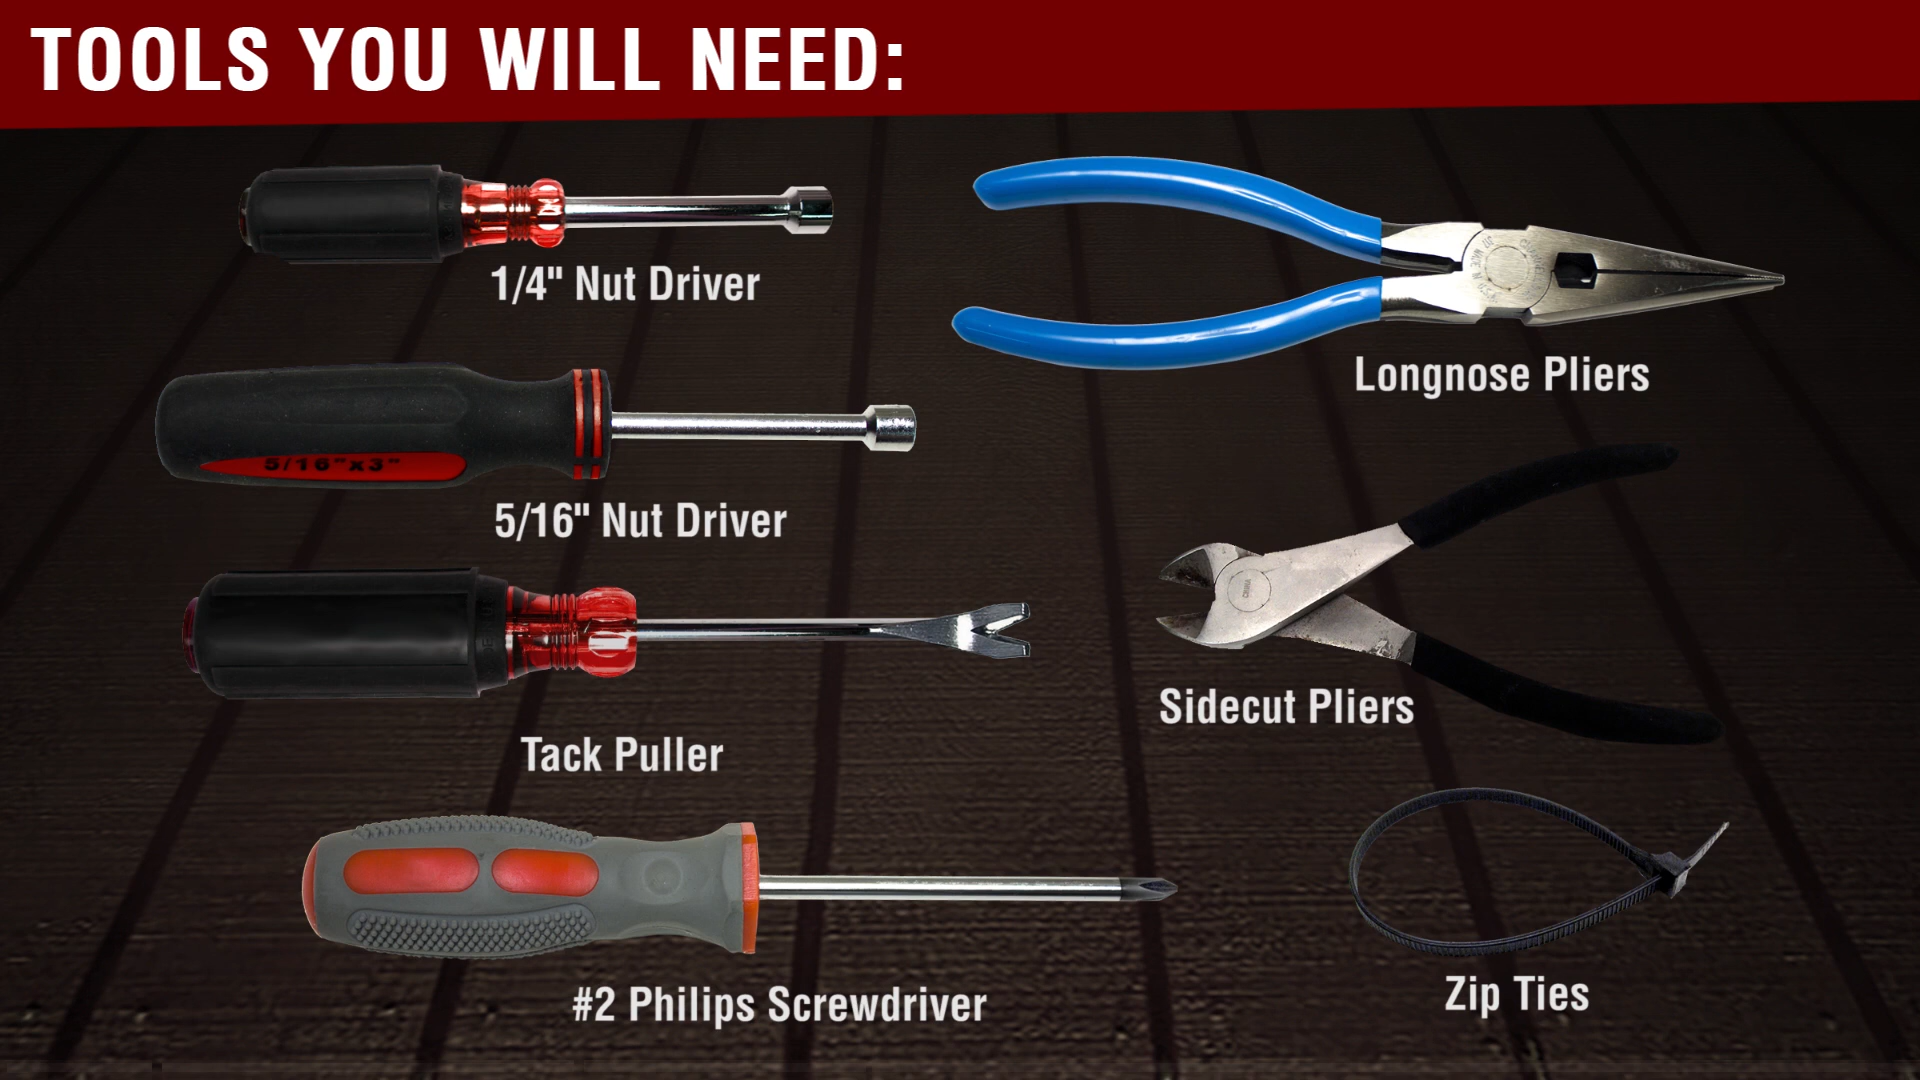 TOOLS YOU WILL NEED:
1/4" Nut Driver
Longnose Pliers
5/16"x3"
5/16" Nut Driver
Sidecut Pliers
Tack Puller
#2 Philips Screwdriver
Zip Ties